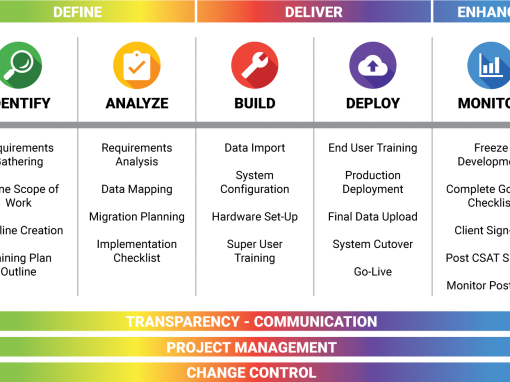 DEFINE
DELIVER
ENHANC
ENTIFY
ANALYZE
BUILD
DEPLOY
MONITO
quirements
athering
ne Scope of
Work
line Creation
ining Plan
Outline
Requirements
Analysis
Data Mapping
Migration Planning
Implementation
Checklist
Data Import
System
Configuration
Hardware Set-Up
Super User
Training
End User Training
Production
Deployment
Final Data Upload
System Cutover
Go-Live
Freeze
Developme
Complete Go
Checklis
Client Sign-
Post CSAT S
Monitor Post
TRANSPARENCY - COMMUNICATION
PROJECT MANAGEMENT
CHANGE CONTROL